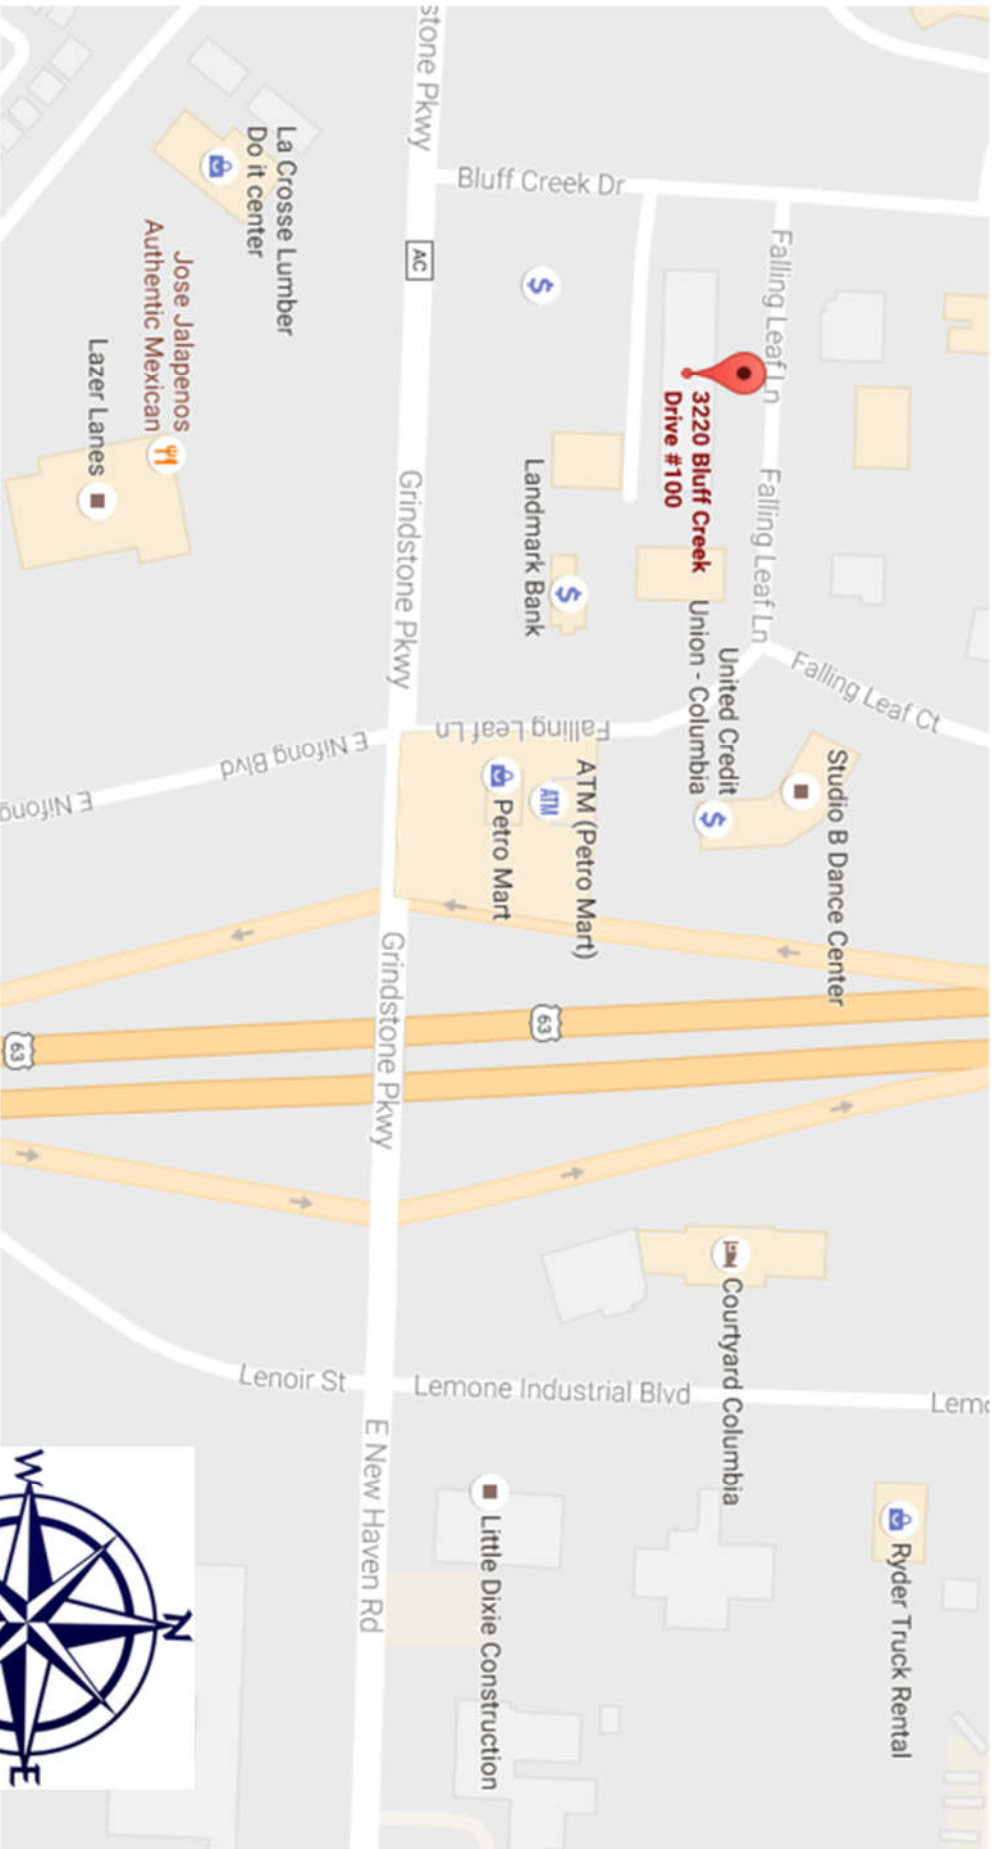 Lemo
Falling Leaf Ct
Ryder Truck Rental
Studio B Dance Center
Falling Leaf Ln
Falling Leaf Ln
United Credit
Union - Columbia
Courtyard Columbia
3220 Bluff Creek
Drive #100
ATM (Petro Mart)
ATM
Bluff Creek Dr
Falling Leaf Ln
Lemone Industrial Blvd
63
Landmark Bank
Petro Mart
Little Dixie Construction
stone Pkwy
AC
Grindstone Pkwy
Grindstone Pkwy
E New Haven Rd
Lenoir St
La Crosse Lumber
Do it center
E Nifong Blvd
Jose Jalapenos
Authentic Mexican
Lazer Lanes
E Nifong
63
N
W
E